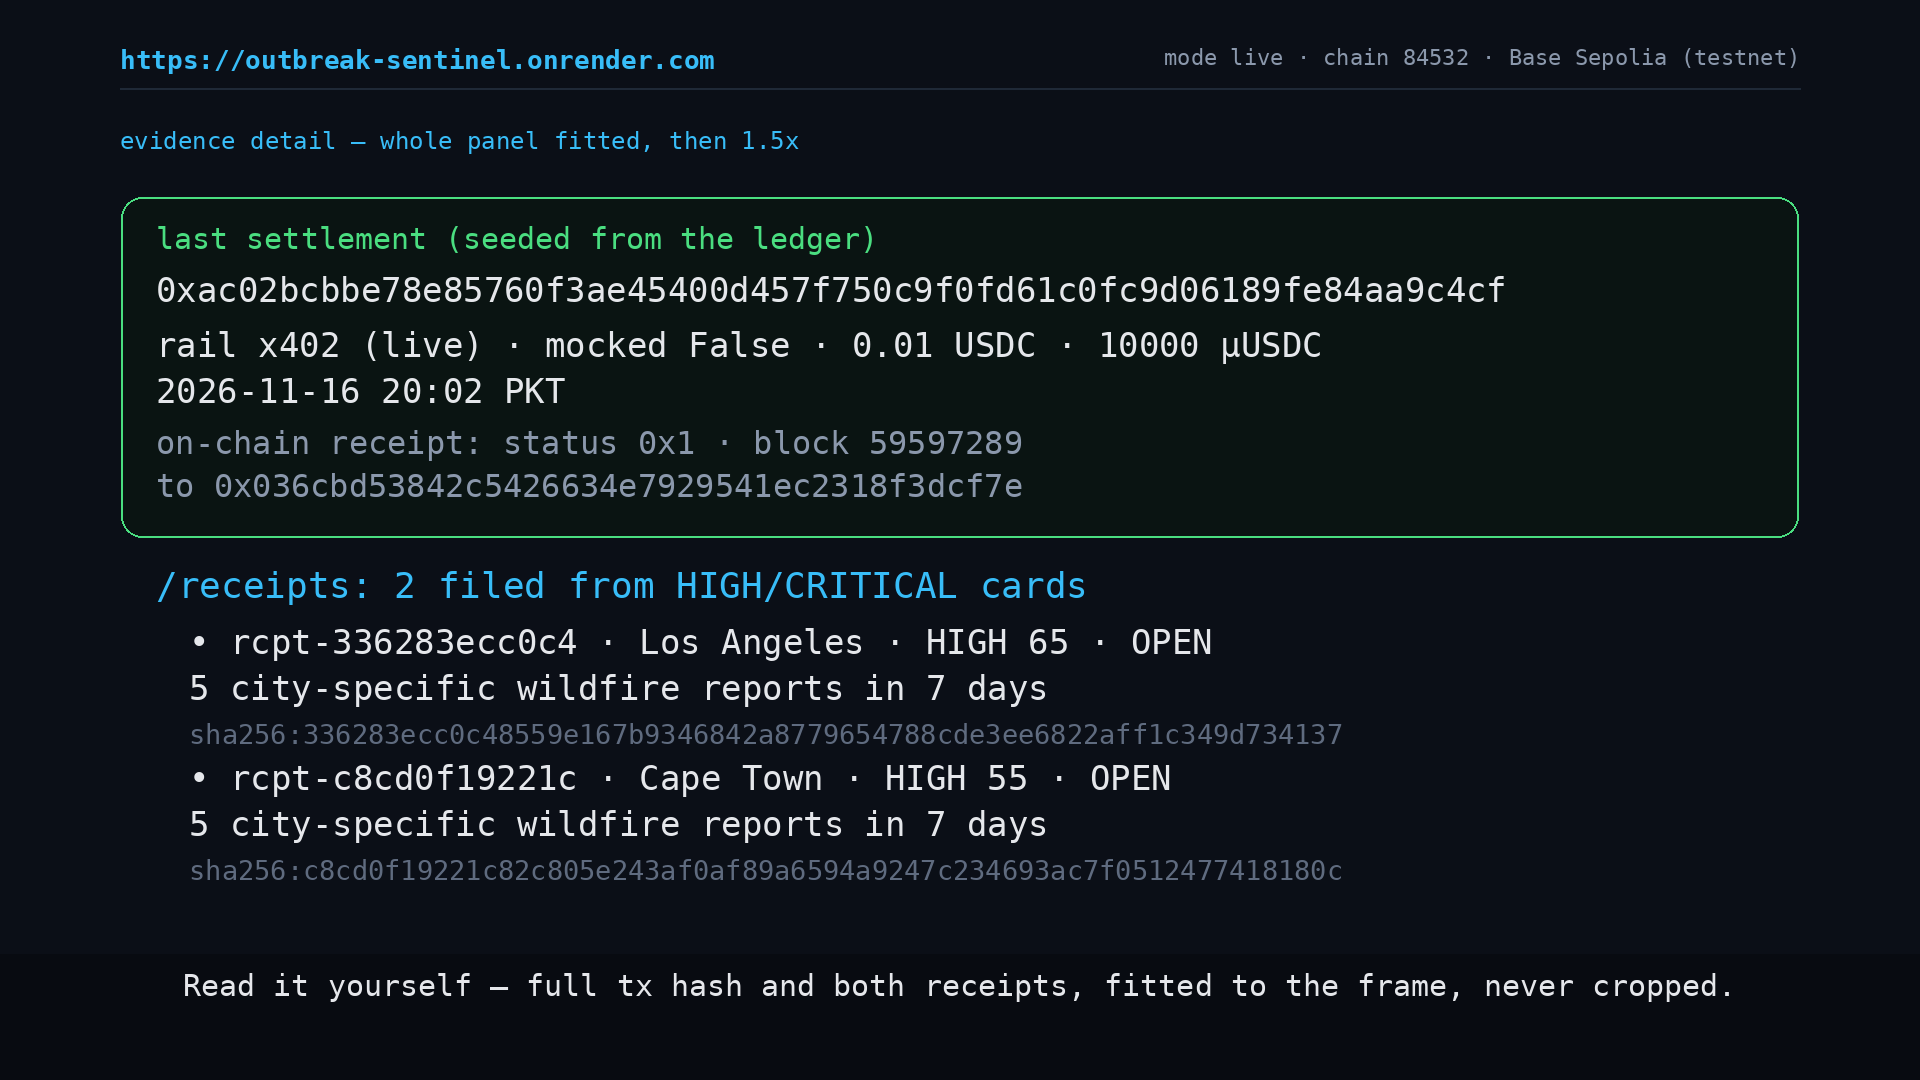 https://outbreak-sentinel.onrender.com
mode live · chain 84532 · Base Sepolia (testnet)
evidence detail — whole panel fitted, then 1.5x
last settlement (seeded from the ledger)
0xac02bcbbe78e85760f3ae45400d457f750c9f0fd61c0fc9d06189fe84aa9c4cf
rail x402 (live) · mocked False · 0.01 USDC · 10000 μUSDC
2026-11-16 20:02 PKT
on-chain receipt: status 0x1 · block 59597289
to 0x036cbd53842c5426634e7929541ec2318f3dcf7e
/receipts: 2 filed from HIGH/CRITICAL cards
• rcpt-336283ecc0c4 · Los Angeles · HIGH 65 · OPEN
5 city-specific wildfire reports in 7 days
sha256:336283ecc0c48559e167b9346842a8779654788cde3ee6822aff1c349d734137
• rcpt-c8cd0f19221c · Cape Town · HIGH 55 · OPEN
5 city-specific wildfire reports in 7 days
sha256:c8cd0f19221c82c805e243af0af89a6594a9247c234693ac7f0512477418180c
Read it yourself — full tx hash and both receipts, fitted to the frame, never cropped.